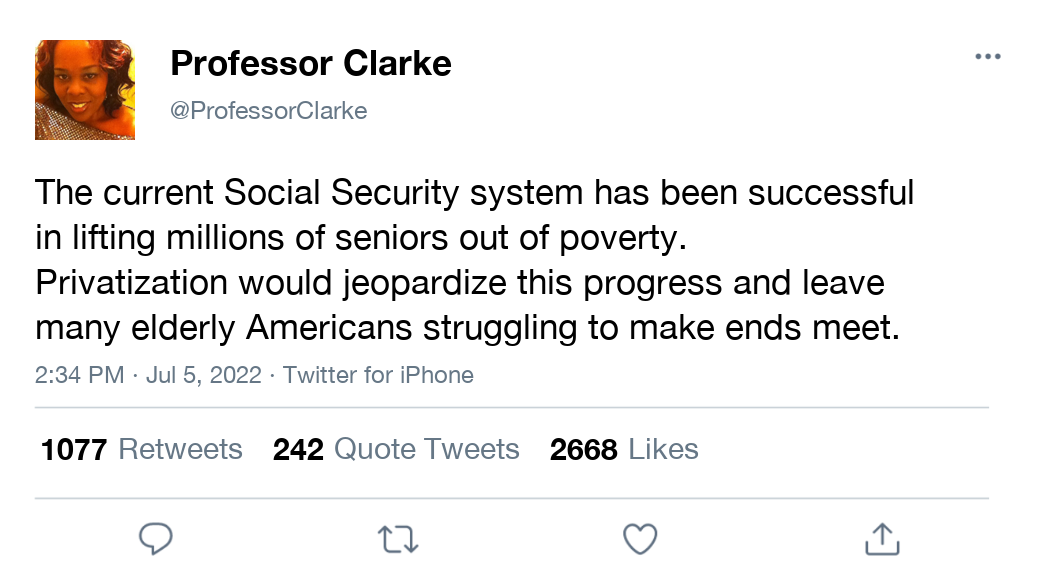 Professor Clarke
@ProfessorClarke
The current Social Security system has been successful
in lifting millions of seniors out of poverty.
Privatization would jeopardize this progress and leave
many elderly Americans struggling to make ends meet.
2:34 PM · Jul 5, 2022 · Twitter for iPhone
1077 Retweets 242 Quote Tweets 2668 Likes